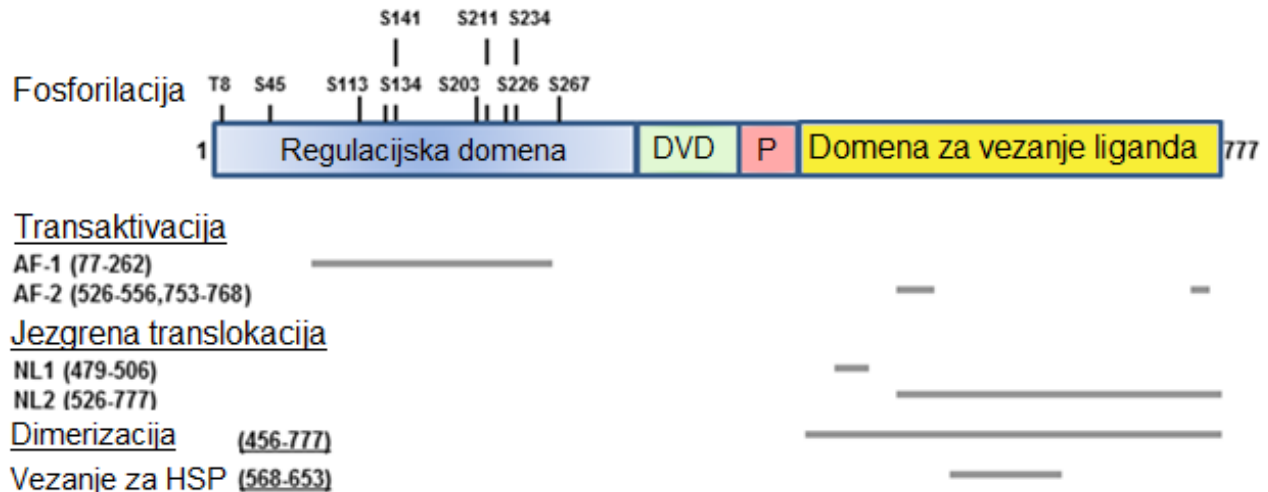 S141 S211 S234
Fosforilacija T8 S45 S113 S134 S203 S226 S267
1 Regulacijska domena DVD P Domena za vezanje liganda 777
Transaktivacija
AF-1 (77-262)
AF-2 (526-556,753-768)
Jezgrena translokacija
NL1 (479-506)
NL2 (526-777)
Dimerizacija (456-777)
Vezanje za HSP (568-653)